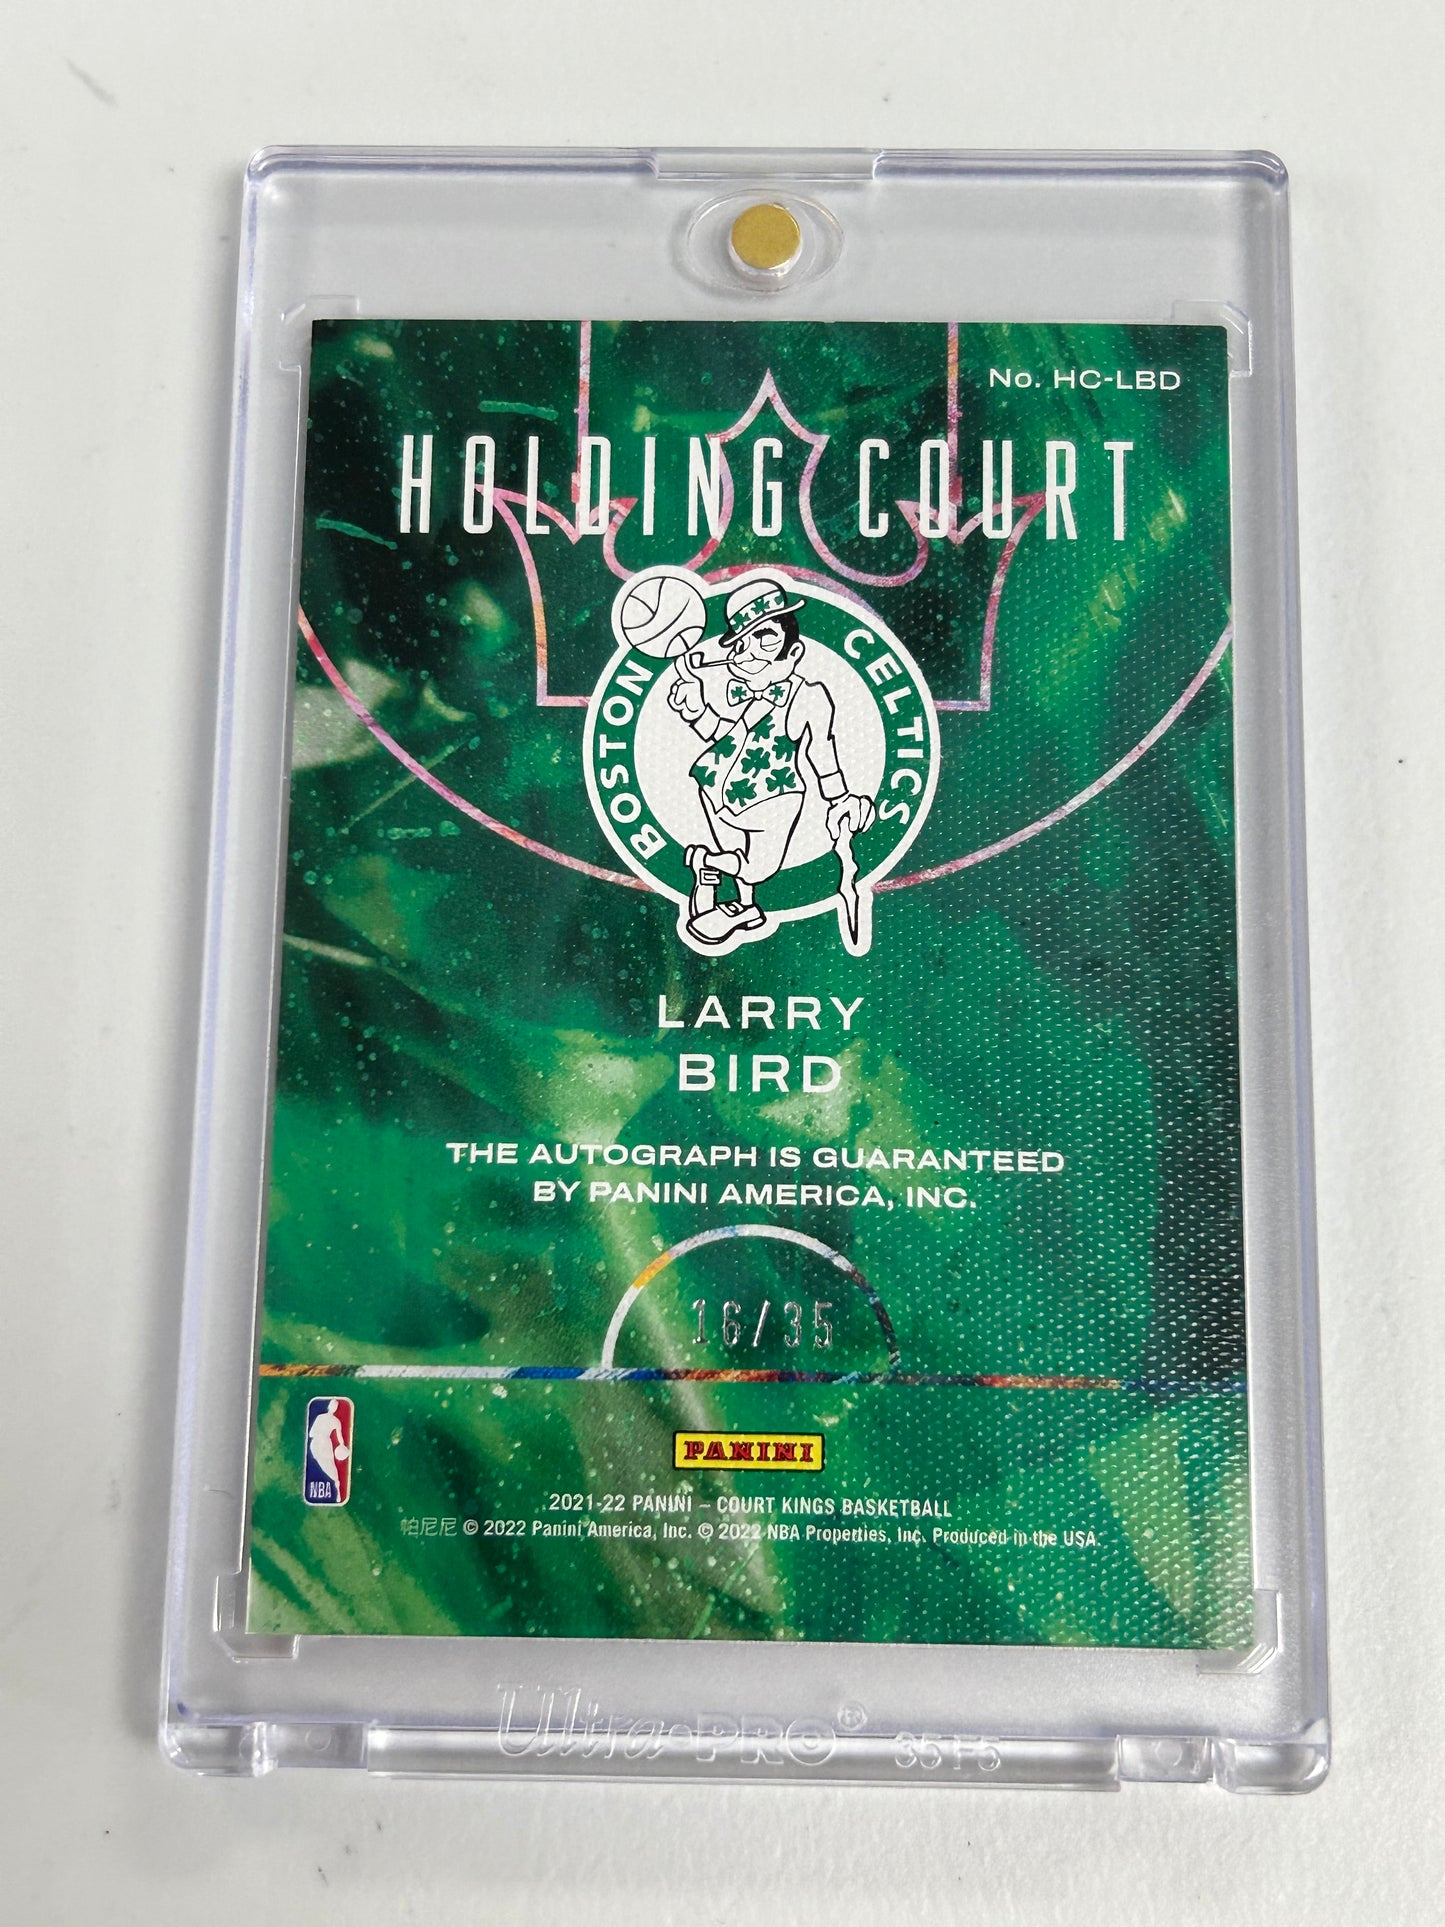 No. HC-LBD
HOLDING COURT
BOSTON CELTICS
LARRY
BIRD
THE AUTOGRAPH IS GUARANTEED
BY PANINI AMERICA, INC.
16/35
NBA
PANINI
2021-22 PANINI – COURT KINGS BASKETBALL
帕尼尼 © 2022 Panini America, Inc. © 2022 NBA Properties, Inc. Produced in the USA.
Ultra·PRO®